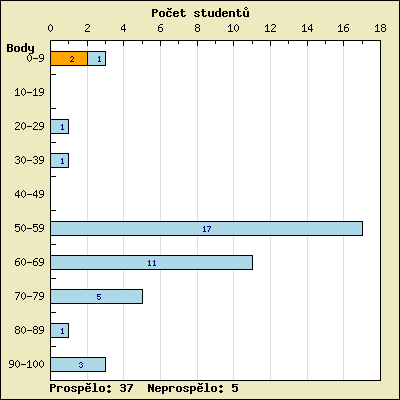 Počet studentů
0 2 4 6 8 10 12 14 16 18
Body
0-9 2 1
10-19
20-29 1
30-39 1
40-49
50-59 17
60-69 11
70-79 5
80-89 1
90-100 3
Prospělo: 37 Neprospělo: 5